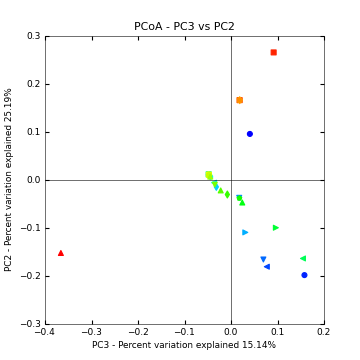 PCoA - PC3 vs PC2
0.3
0.2
0.1
0.0
−0.1
−0.2
−0.3
PC2 - Percent variation explained 25.19%
−0.4 −0.3 −0.2 −0.1 0.0 0.1 0.2
PC3 - Percent variation explained 15.14%